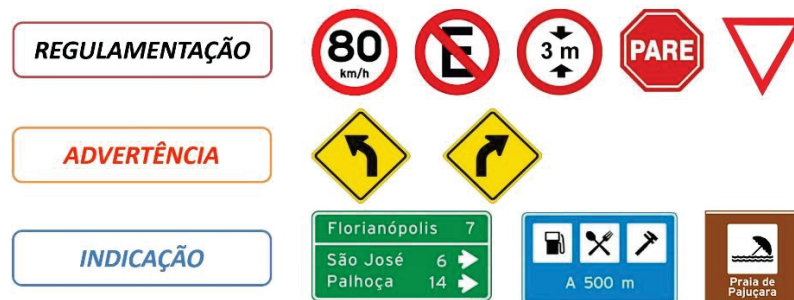 REGULAMENTAÇÃO
80
km/h
E
3 m
PARE
ADVERTÊNCIA
INDICAÇÃO
Florianópolis 7
São José 6
Palhoça 14
A 500 m
Praia de
Pajuçara